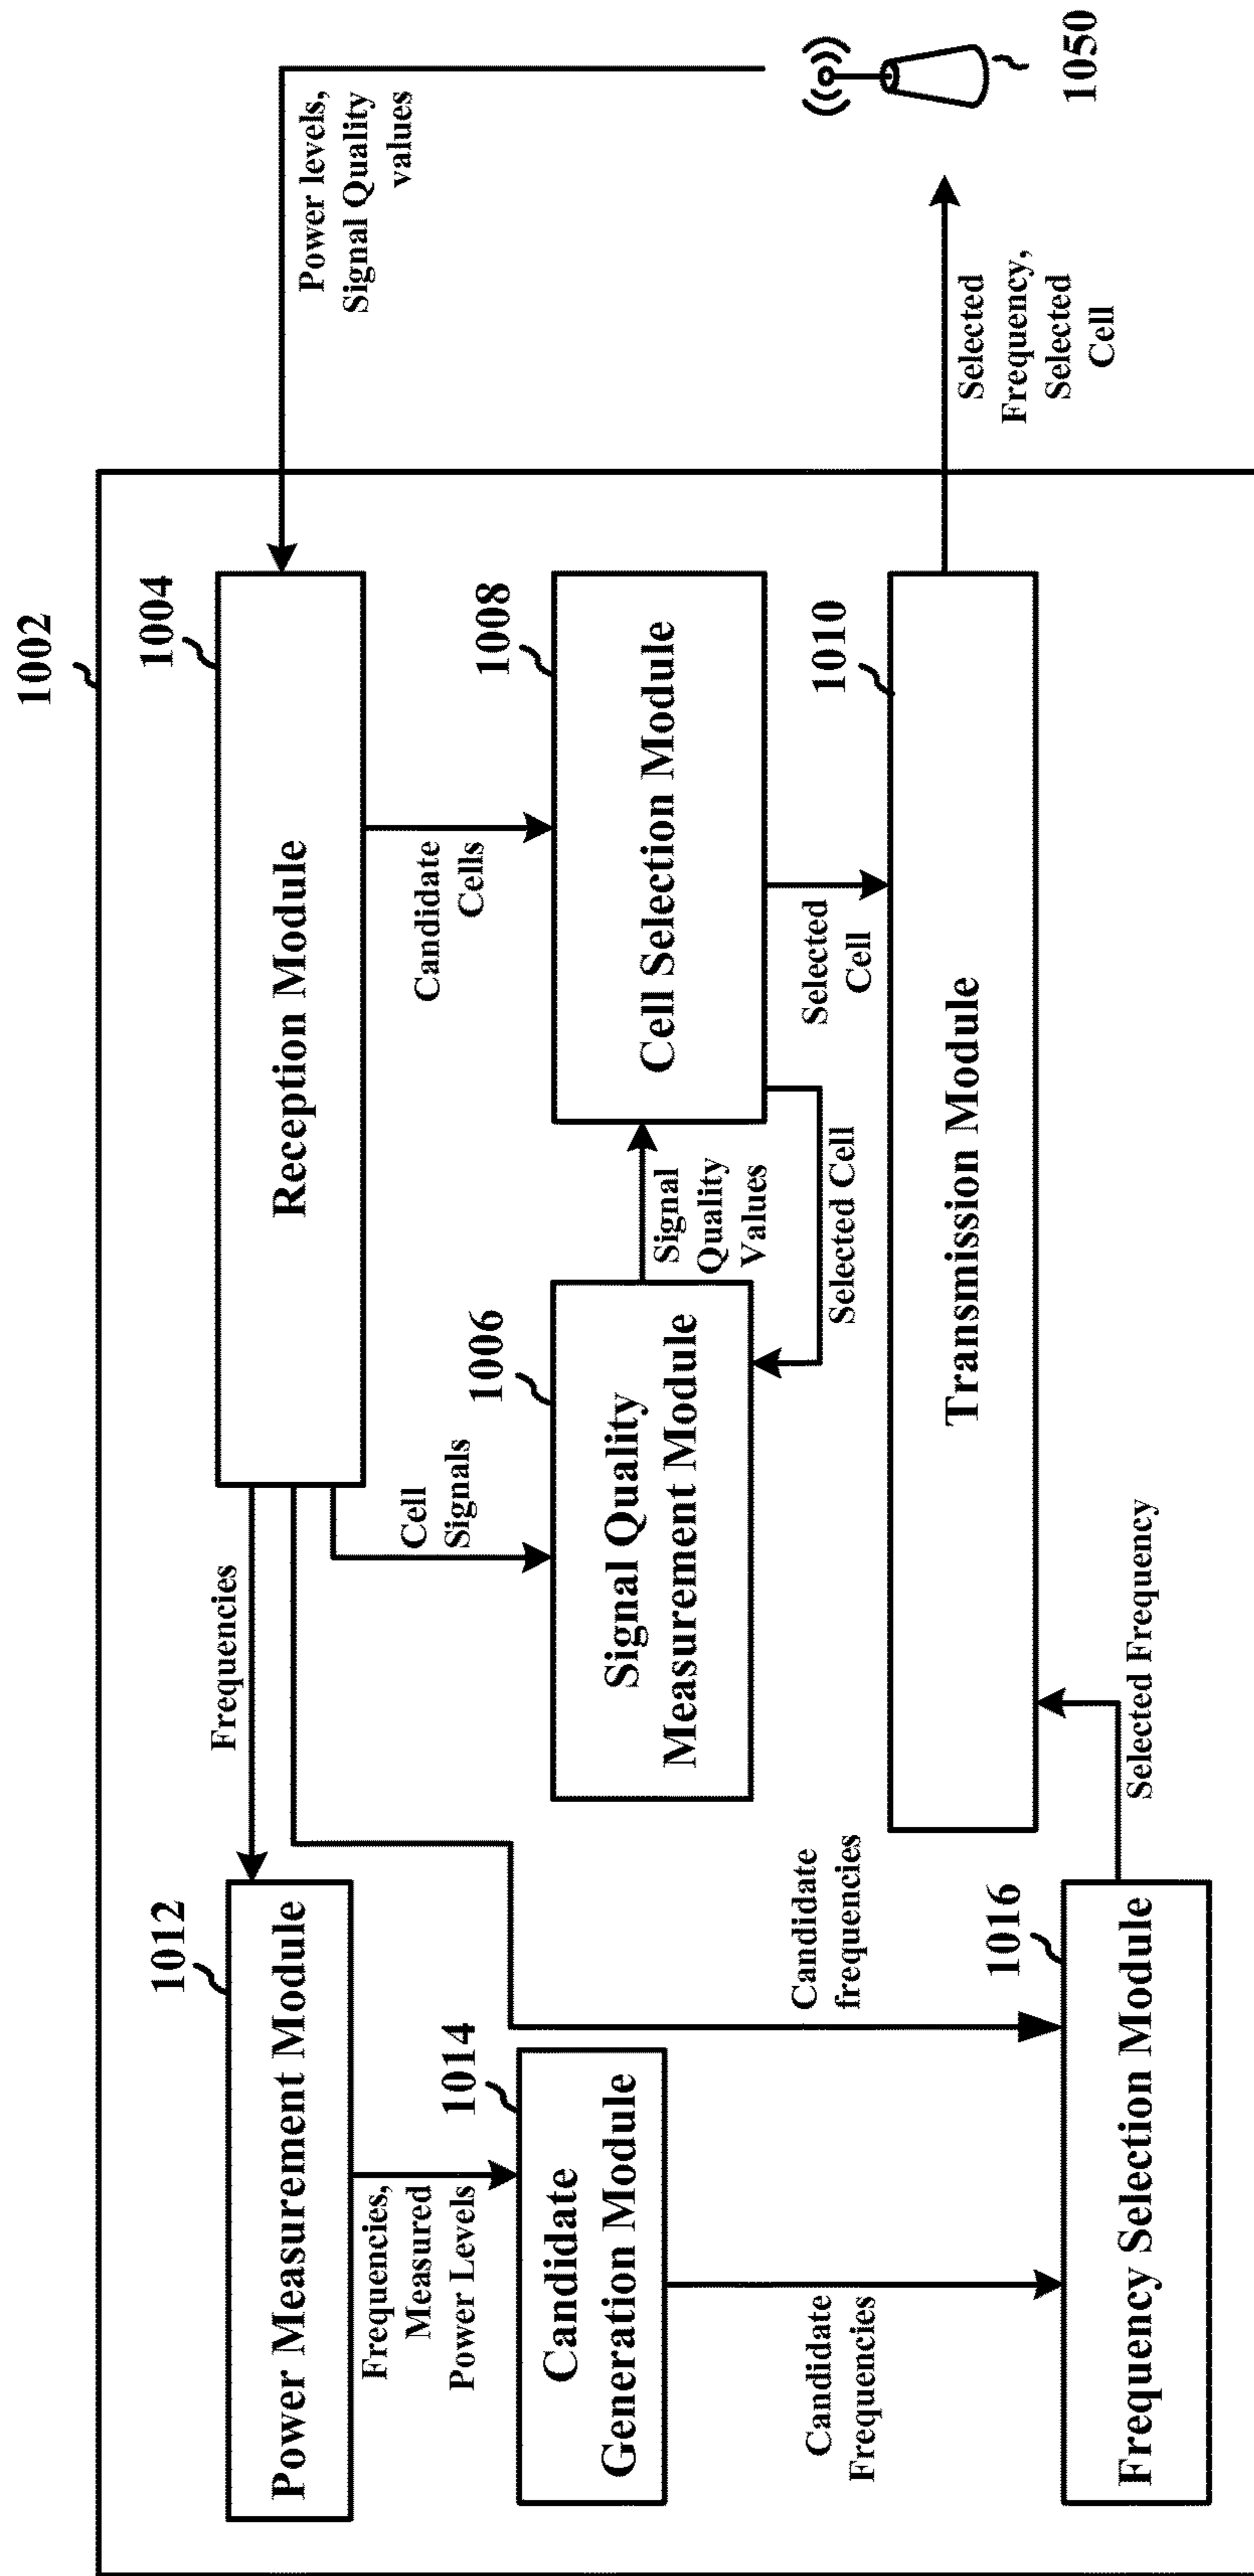 1002
1012
Power Measurement Module
Frequencies
1004
Reception Module
Power levels,
Signal Quality
values
Frequencies,
Measured
Power Levels
1014
Candidate
Generation Module
Cell
Signals
Candidate
Cells
1006
Signal Quality
Measurement Module
Signal
Quality
Values
1008
Cell Selection Module
Selected Cell
Selected
Cell
1050
Candidate
Frequencies
Candidate
frequencies
1010
Transmission Module
Selected
Frequency,
Selected
Cell
1016
Frequency Selection Module
Selected Frequency